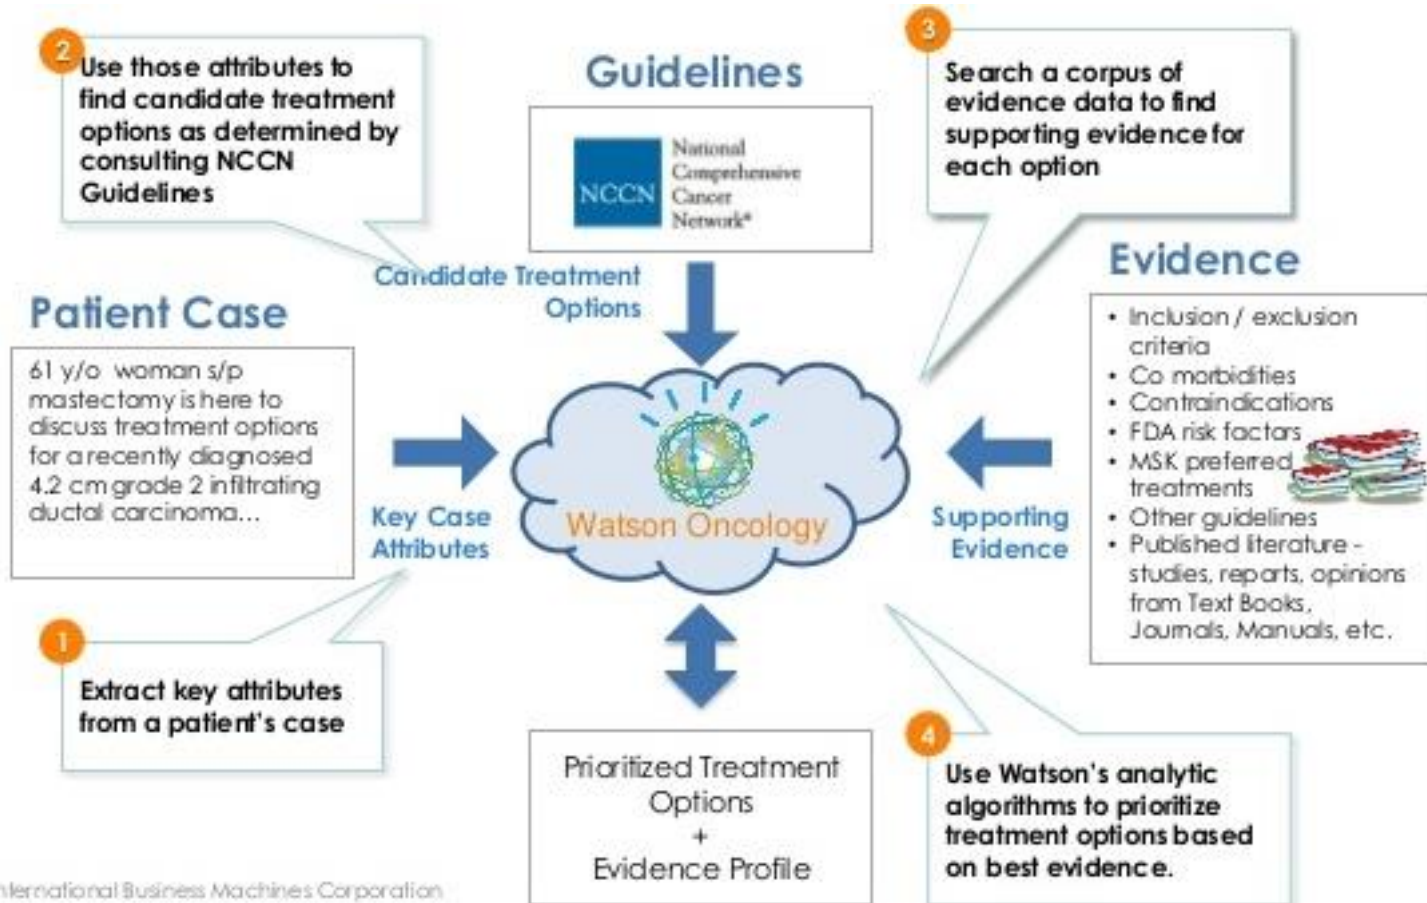 2
Use those attributes to
find candidate treatment
options as determined by
consulting NCCN
Guidelines
Guidelines
NCCN
National
Comprehensive
Cancer
Network®
3
Search a corpus of
evidence data to find
supporting evidence for
each option
Candidate Treatment
Options
Patient Case
61 y/o woman s/p
mastectomy is here to
discuss treatment options
for a recently diagnosed
4.2 cm grade 2 infiltrating
ductal carcinoma...
Key Case
Attributes
Watson Oncology
Supporting
Evidence
Evidence
• Inclusion / exclusion
criteria
• Co morbidities
• Contraindications
• FDA risk factors
• MSK preferred
treatments
• Other guidelines
• Published literature -
studies, reports, opinions
from Text Books,
Journals, Manuals, etc.
1
Extract key attributes
from a patient's case
Prioritized Treatment
Options
+
Evidence Profile
4
Use Watson's analytic
algorithms to prioritize
treatment options based
on best evidence.
nternational Business Machines Corporation